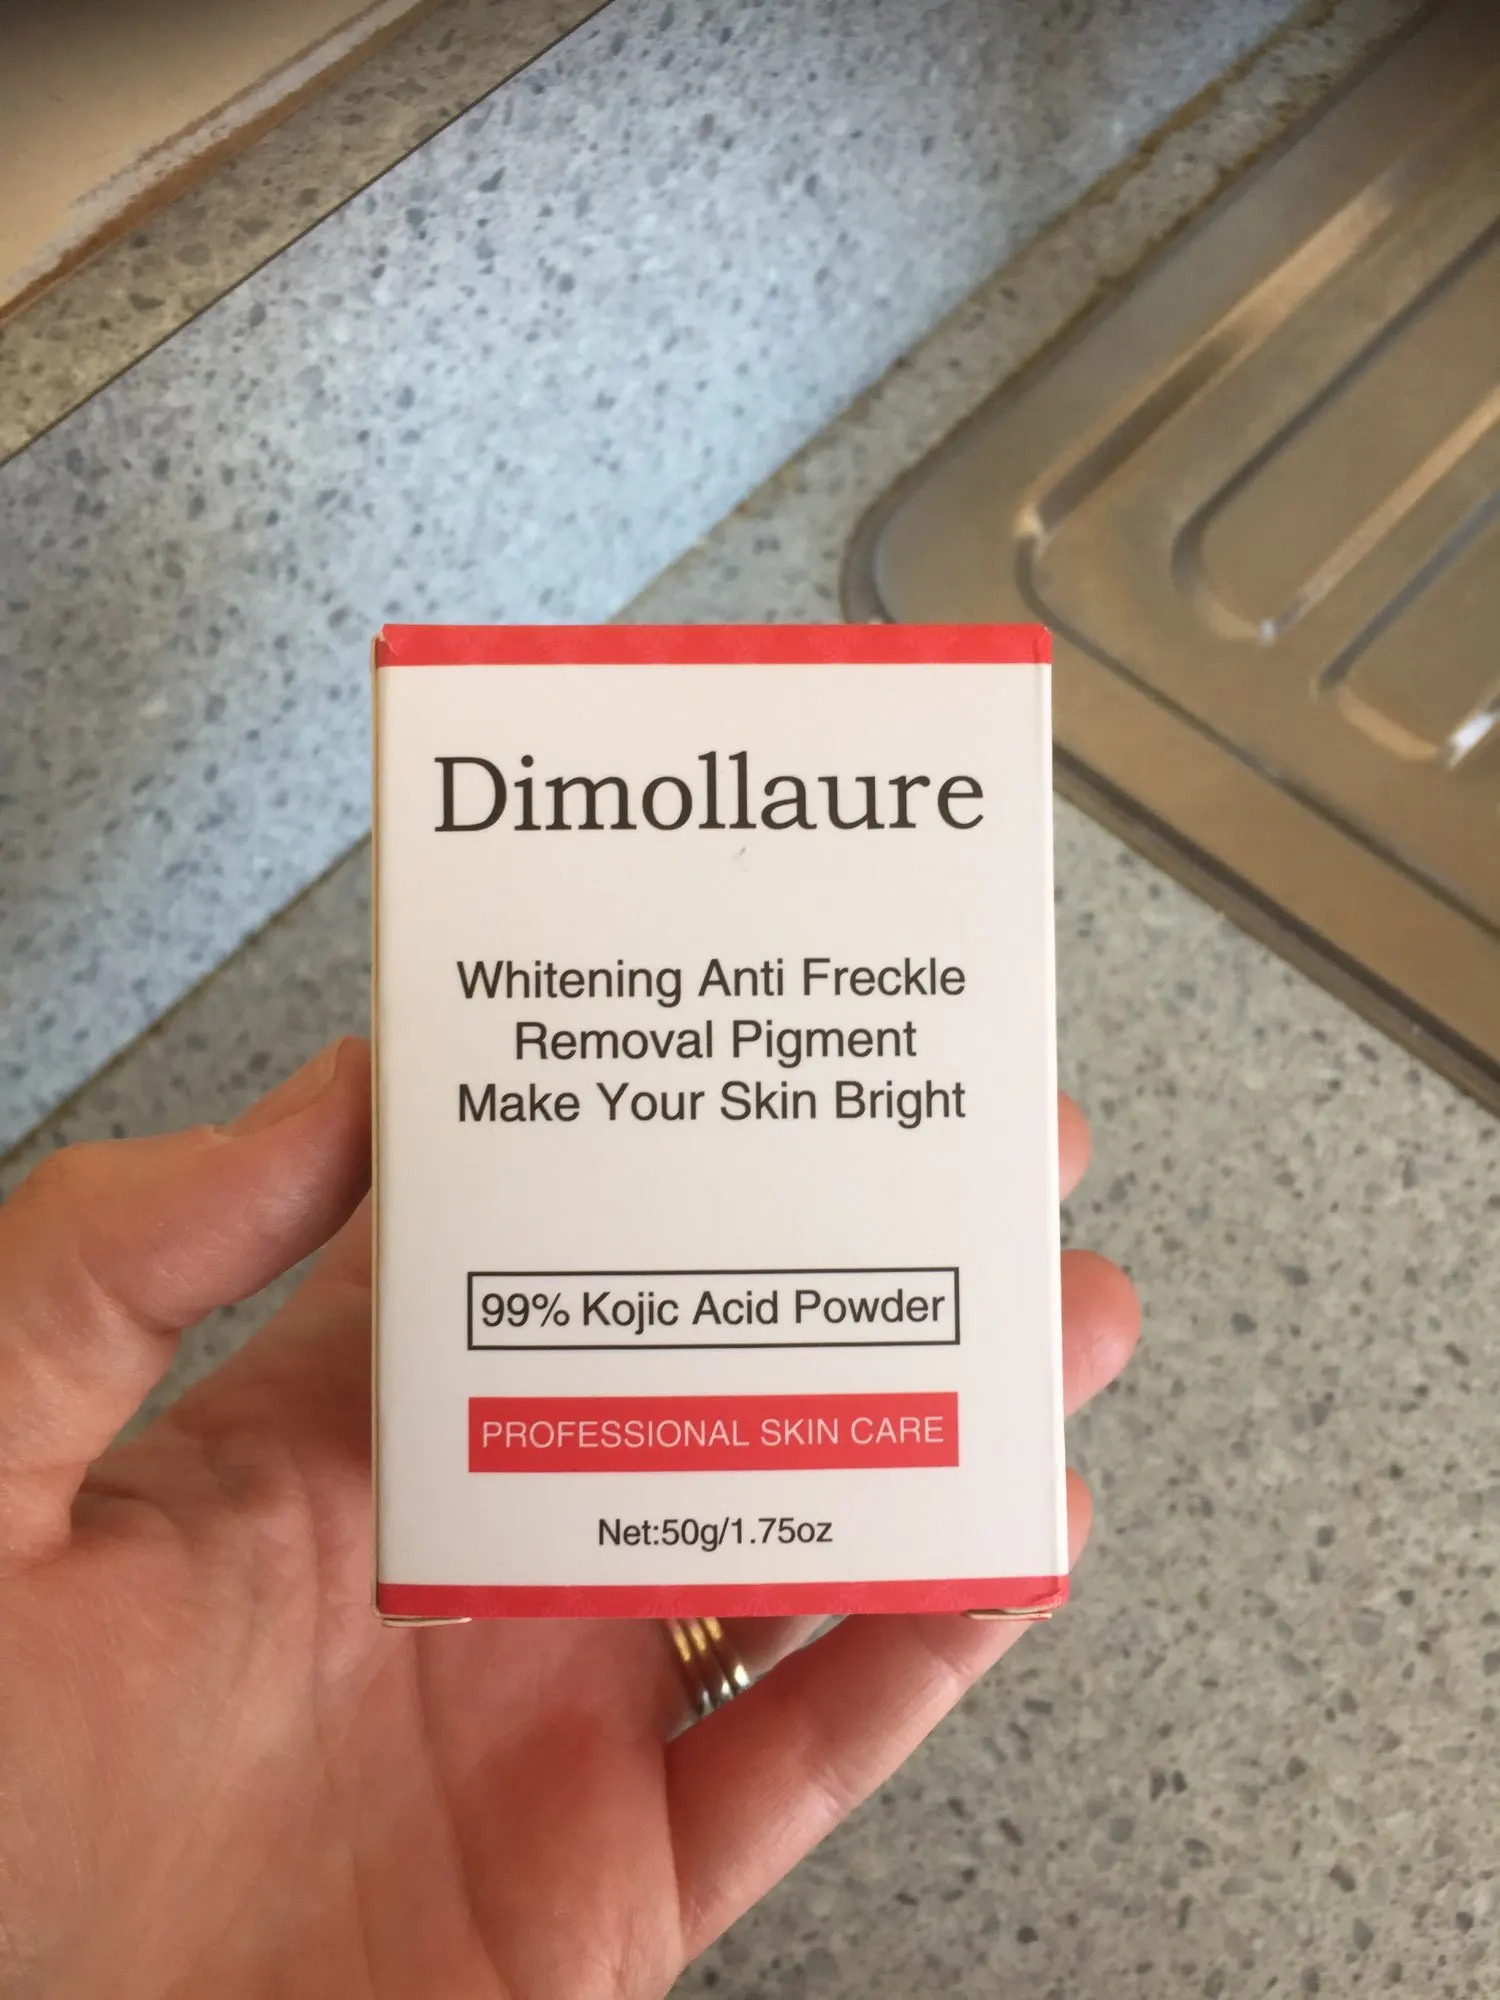 Dimollaure
Whitening Anti Freckle
Removal Pigment
Make Your Skin Bright
99% Kojic Acid Powder
PROFESSIONAL SKIN CARE
Net:50g/1.75oz